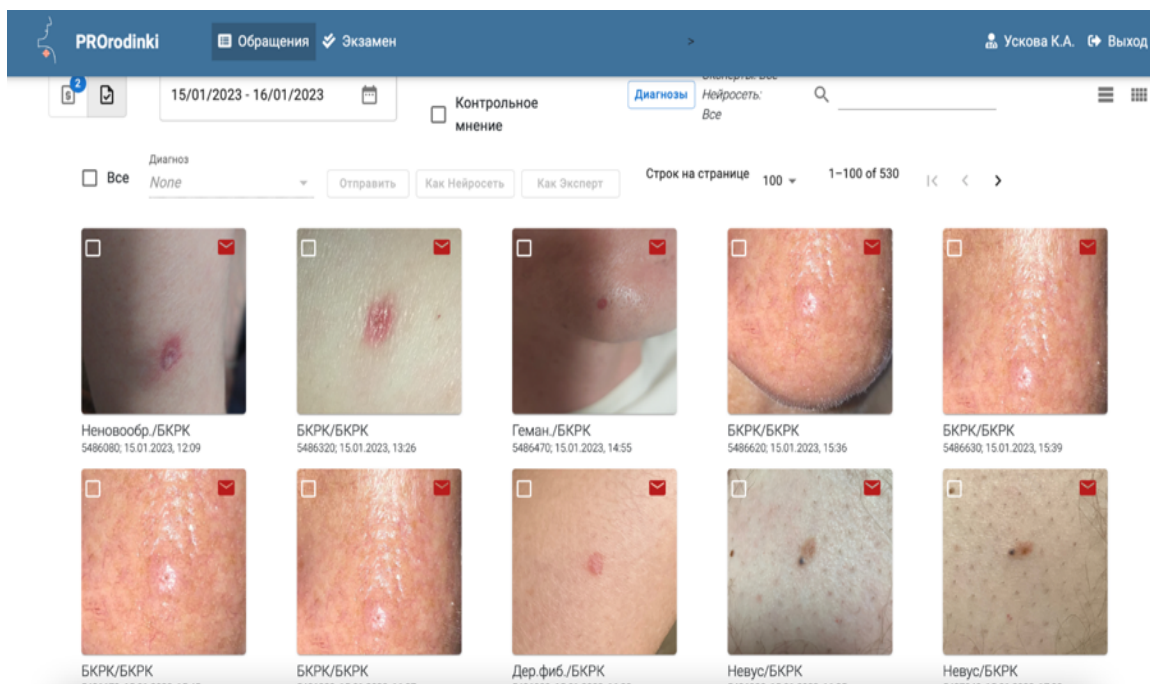 PROrodinki
Обращения
Экзамен
>
Ускова К.А.
Выход
2
15/01/2023 - 16/01/2023
Контрольное
мнение
Диагнозы
Эксперты: Все
Нейросеть:
Все
Все
Диагноз
None
Отправить
Как Нейросеть
Как Эксперт
Строк на странице
100
1–100 of 530
Неновообр./БКРК
5486080; 15.01.2023, 12:09
БКРК/БКРК
5486320; 15.01.2023, 13:26
Геман./БКРК
5486470; 15.01.2023, 14:55
БКРК/БКРК
5486620; 15.01.2023, 15:36
БКРК/БКРК
5486630; 15.01.2023, 15:39
БКРК/БКРК
БКРК/БКРК
Дер.фиб./БКРК
Невус/БКРК
Невус/БКРК